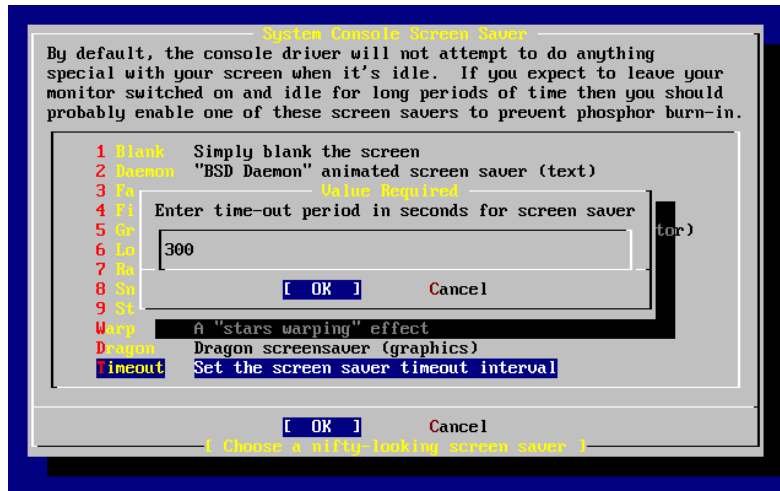 System Console Screen Saver
By default, the console driver will not attempt to do anything
special with your screen when it's idle.  If you expect to leave your
monitor switched on and idle for long periods of time then you should
probably enable one of these screen savers to prevent phosphor burn-in.
1 Blank Simply blank the screen
2 Daemon "BSD Daemon" animated screen saver (text)
3 Fa
Value Required
4 Fi
Enter time-out period in seconds for screen saver
5 Gr tor)
6 Lo
300
7 Ra
8 Sn
[ OK ] Cancel
9 St
Warp A "stars warping" effect
Dragon Dragon screensaver (graphics)
Timeout Set the screen saver timeout interval
[ OK ] Cancel
[ Choose a nifty-looking screen saver ]